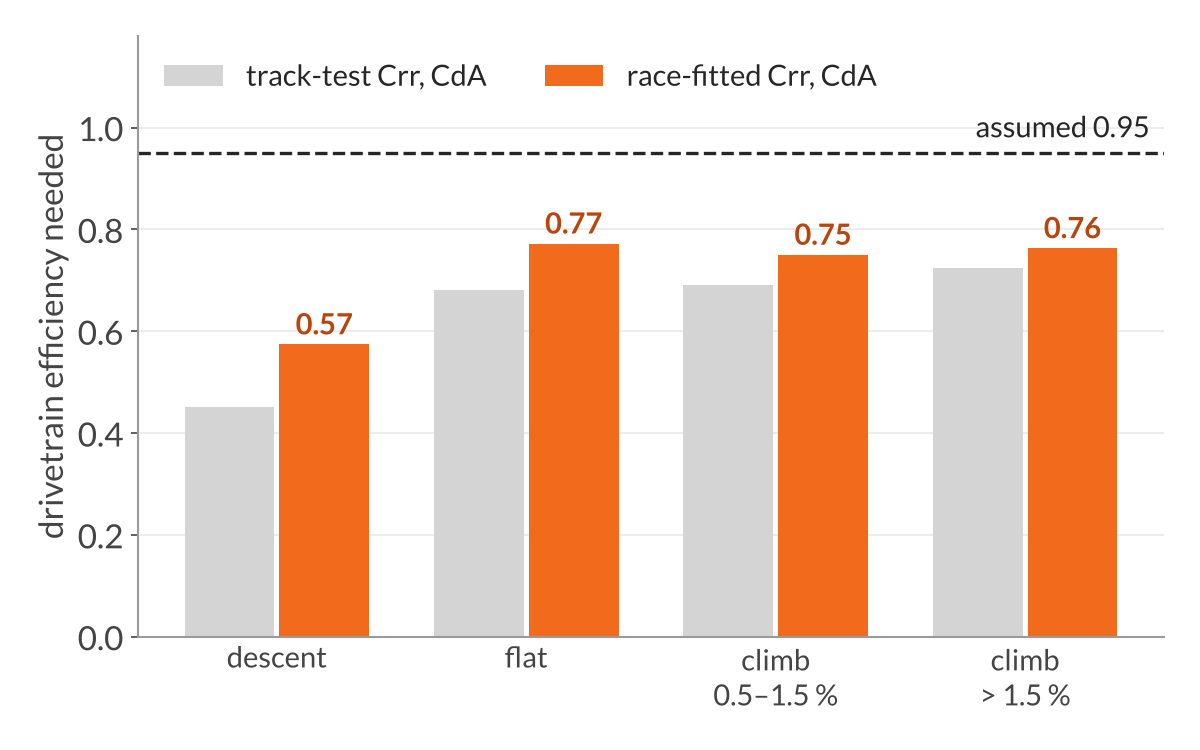 track-test Crr, CdA
race-fitted Crr, CdA
assumed 0.95
drivetrain efficiency needed
1.0
0.8
0.6
0.4
0.2
0.0
0.57
0.77
0.75
0.76
descent
flat
climb
0.5–1.5 %
climb
> 1.5 %